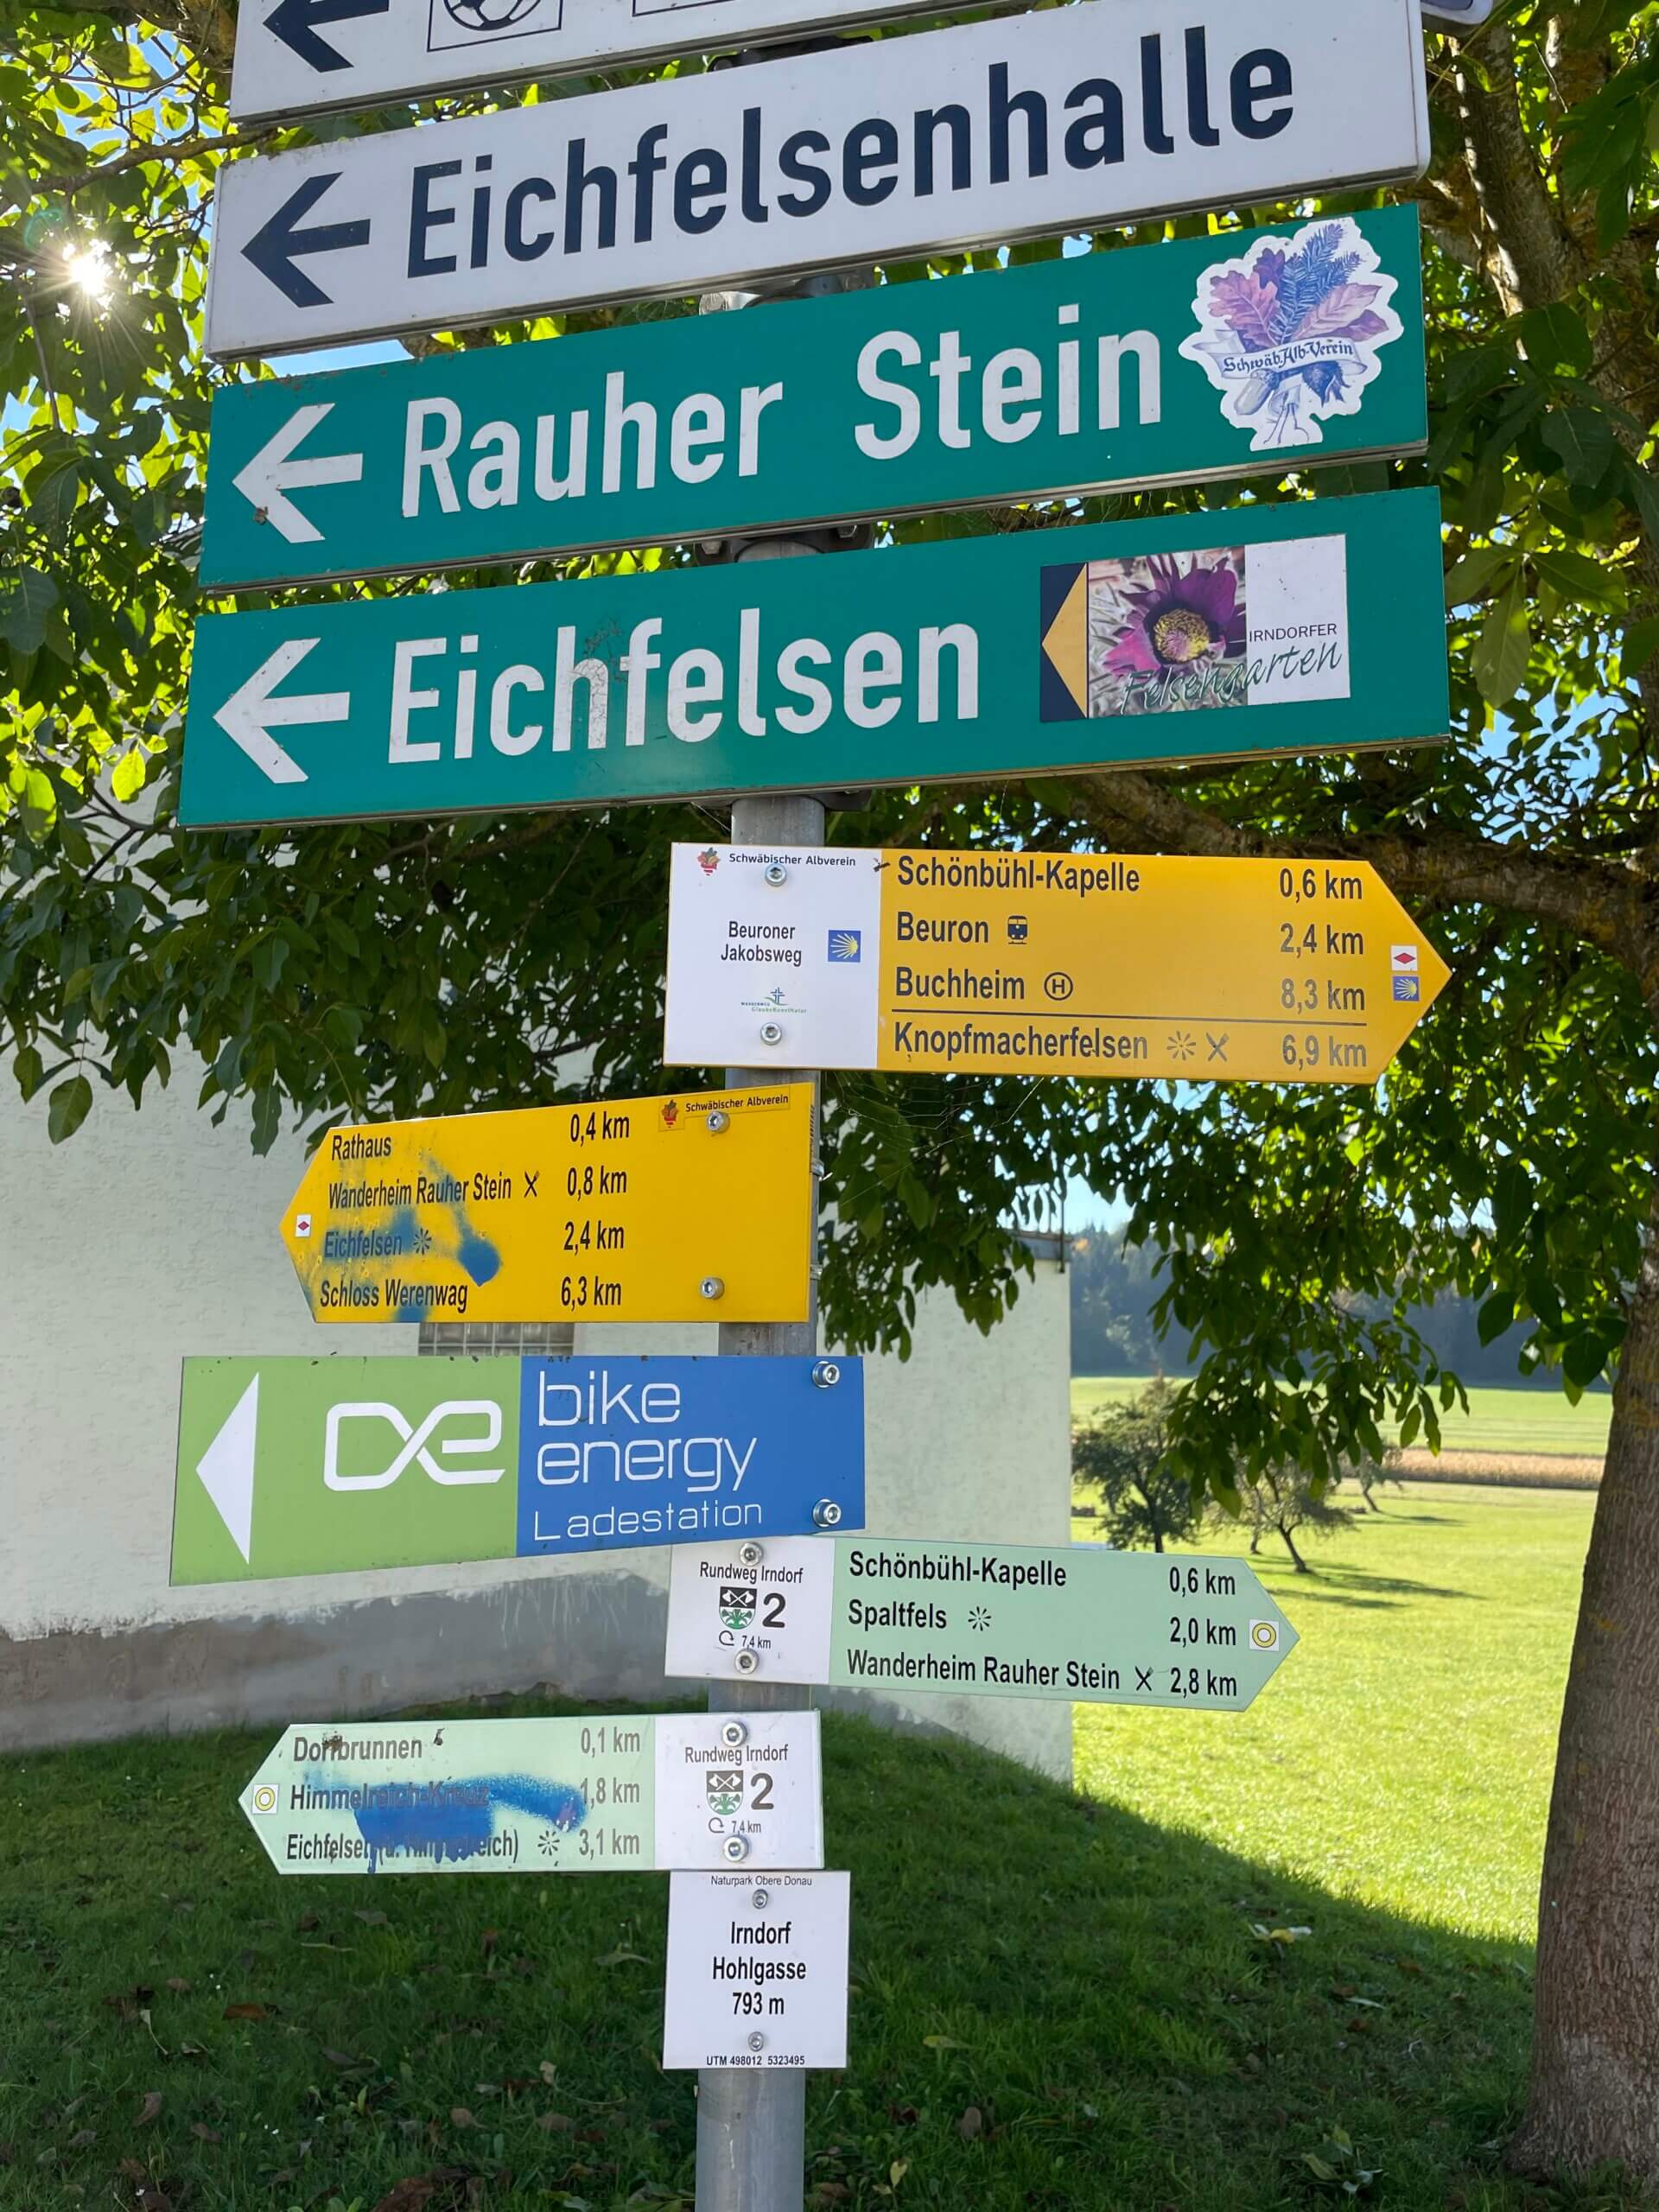 Eichfelsenhalle
Rauher Stein
Schwäb.Alb-Verein
Eichfelsen
IRNDORFER
Felsengarten
Schwäbischer Albverein
Beuroner
Jakobsweg
Schönbühl-Kapelle 0,6 km
Beuron 2,4 km
Buchheim H 8,3 km
Knopfmacherfelsen 6,9 km
Schwäbischer Albverein
Rathaus 0,4 km
Wanderheim Rauher Stein 0,8 km
Eichfelsen 2,4 km
Schloss Werenwag 6,3 km
bike
energy
Ladestation
Rundweg Irndorf
2
7,4 km
Schönbühl-Kapelle 0,6 km
Spaltfels 2,0 km
Wanderheim Rauher Stein 2,8 km
Dorfbrunnen 0,1 km
Himmelreich-Kreuz 1,8 km
Eichfelsen (ü. Himmelreich) 3,1 km
Rundweg Irndorf
2
7,4 km
Naturpark Obere Donau
Irndorf
Hohlgasse
793 m
UTM 498012 5323495